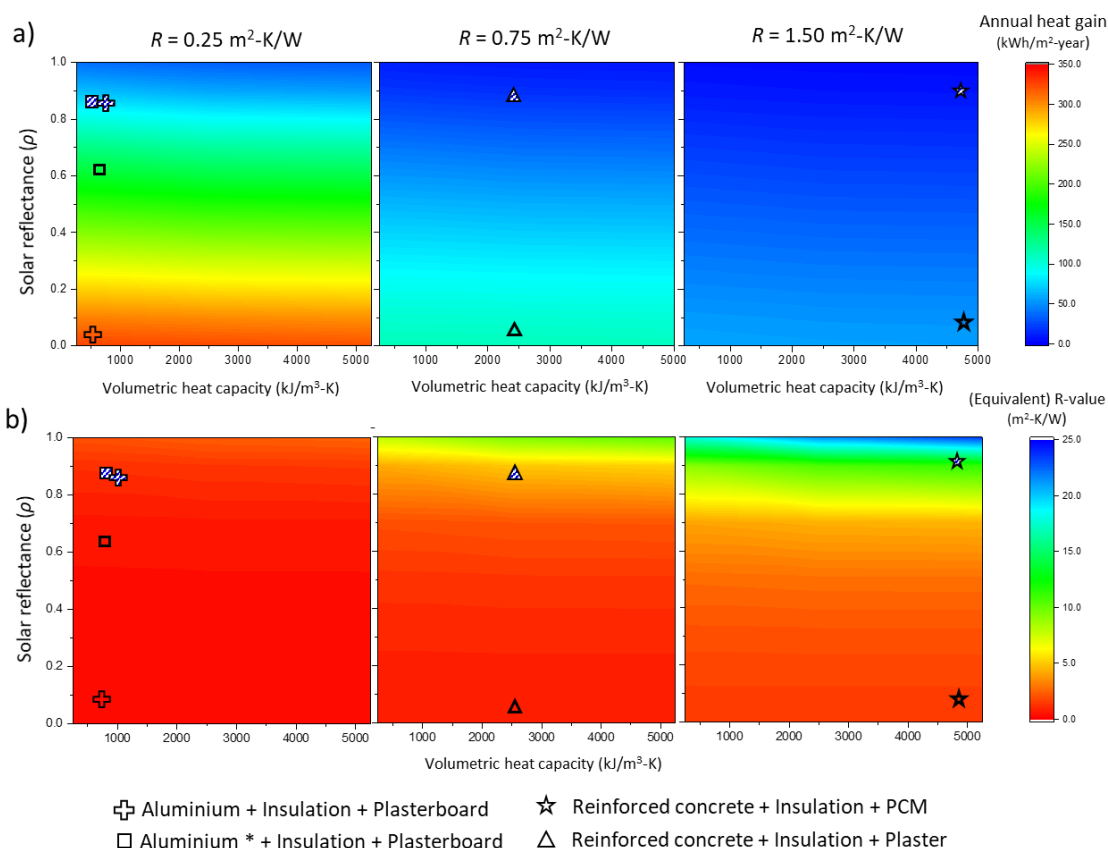 a)
R = 0.25 m²-K/W
R = 0.75 m²-K/W
R = 1.50 m²-K/W
Annual heat gain
(kWh/m²-year)
Solar reflectance (ρ)
1.0
0.8
0.6
0.4
0.2
0.0
350.0
300.0
250.0
200.0
150.0
100.0
50.0
0.0
1000 2000 3000 4000 5000
1000 2000 3000 4000 5000
1000 2000 3000 4000 5000
Volumetric heat capacity (kJ/m³-K)
Volumetric heat capacity (kJ/m³-K)
Volumetric heat capacity (kJ/m³-K)
b)
(Equivalent) R-value
(m²-K/W)
Solar reflectance (ρ)
1.0
0.8
0.6
0.4
0.2
0.0
25.0
20.0
15.0
10.0
5.0
0.0
1000 2000 3000 4000 5000
1000 2000 3000 4000 5000
1000 2000 3000 4000 5000
Volumetric heat capacity (kJ/m³-K)
Aluminium + Insulation + Plasterboard
Reinforced concrete + Insulation + PCM
Aluminium * + Insulation + Plasterboard
Reinforced concrete + Insulation + Plaster